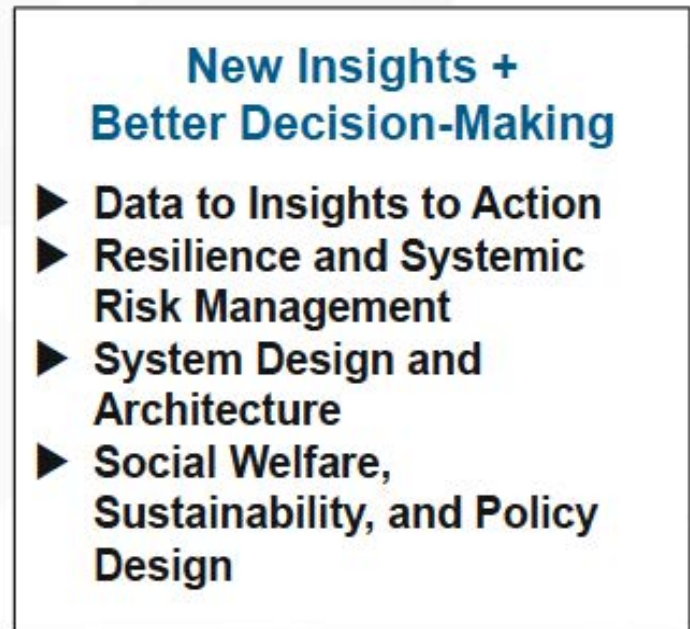 New Insights +
Better Decision-Making
▶ Data to Insights to Action
▶ Resilience and Systemic
Risk Management
▶ System Design and
Architecture
▶ Social Welfare,
Sustainability, and Policy
Design